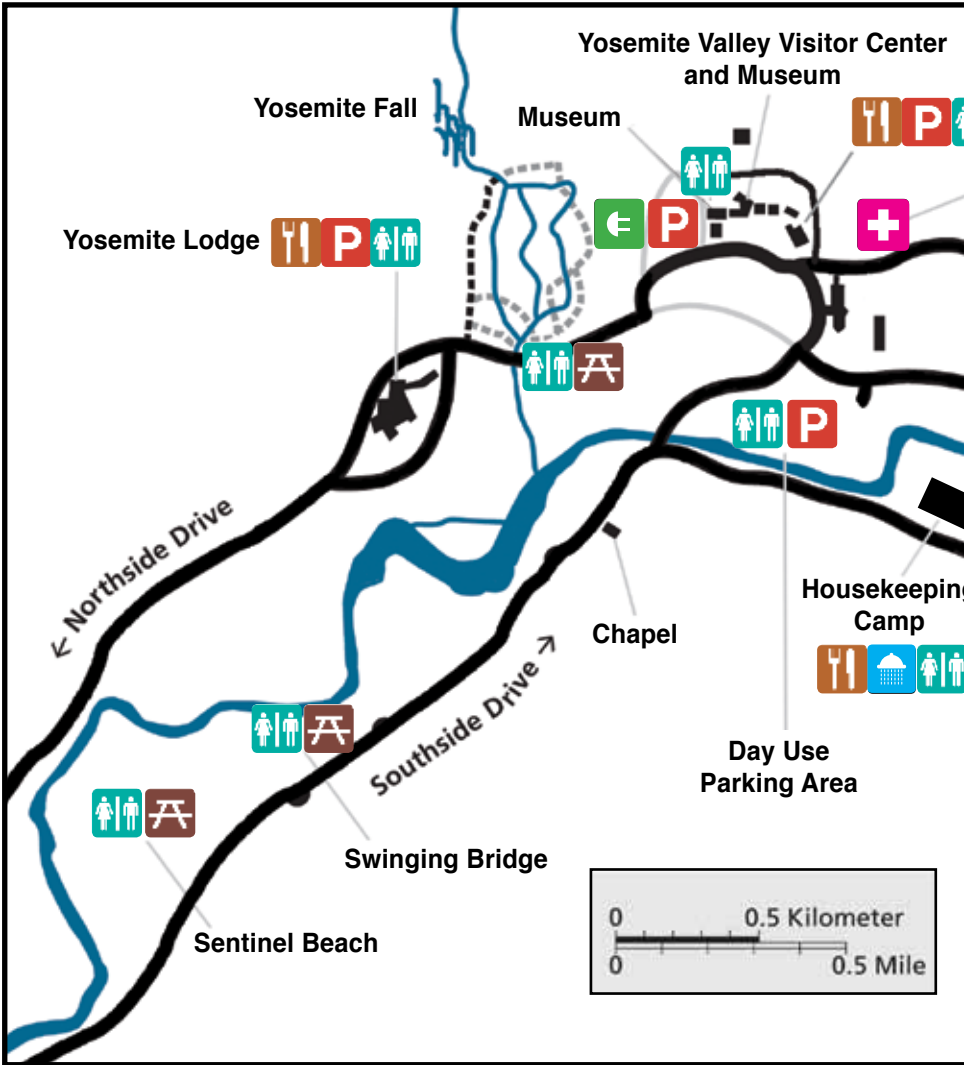 Yosemite Valley Visitor Center
and Museum
Yosemite Fall
Museum
P
Yosemite Lodge
P
P
P
← Northside Drive
Housekeeping
Camp
Chapel
Southside Drive →
Day Use
Parking Area
Swinging Bridge
Sentinel Beach
0 0.5 Kilometer
0 0.5 Mile